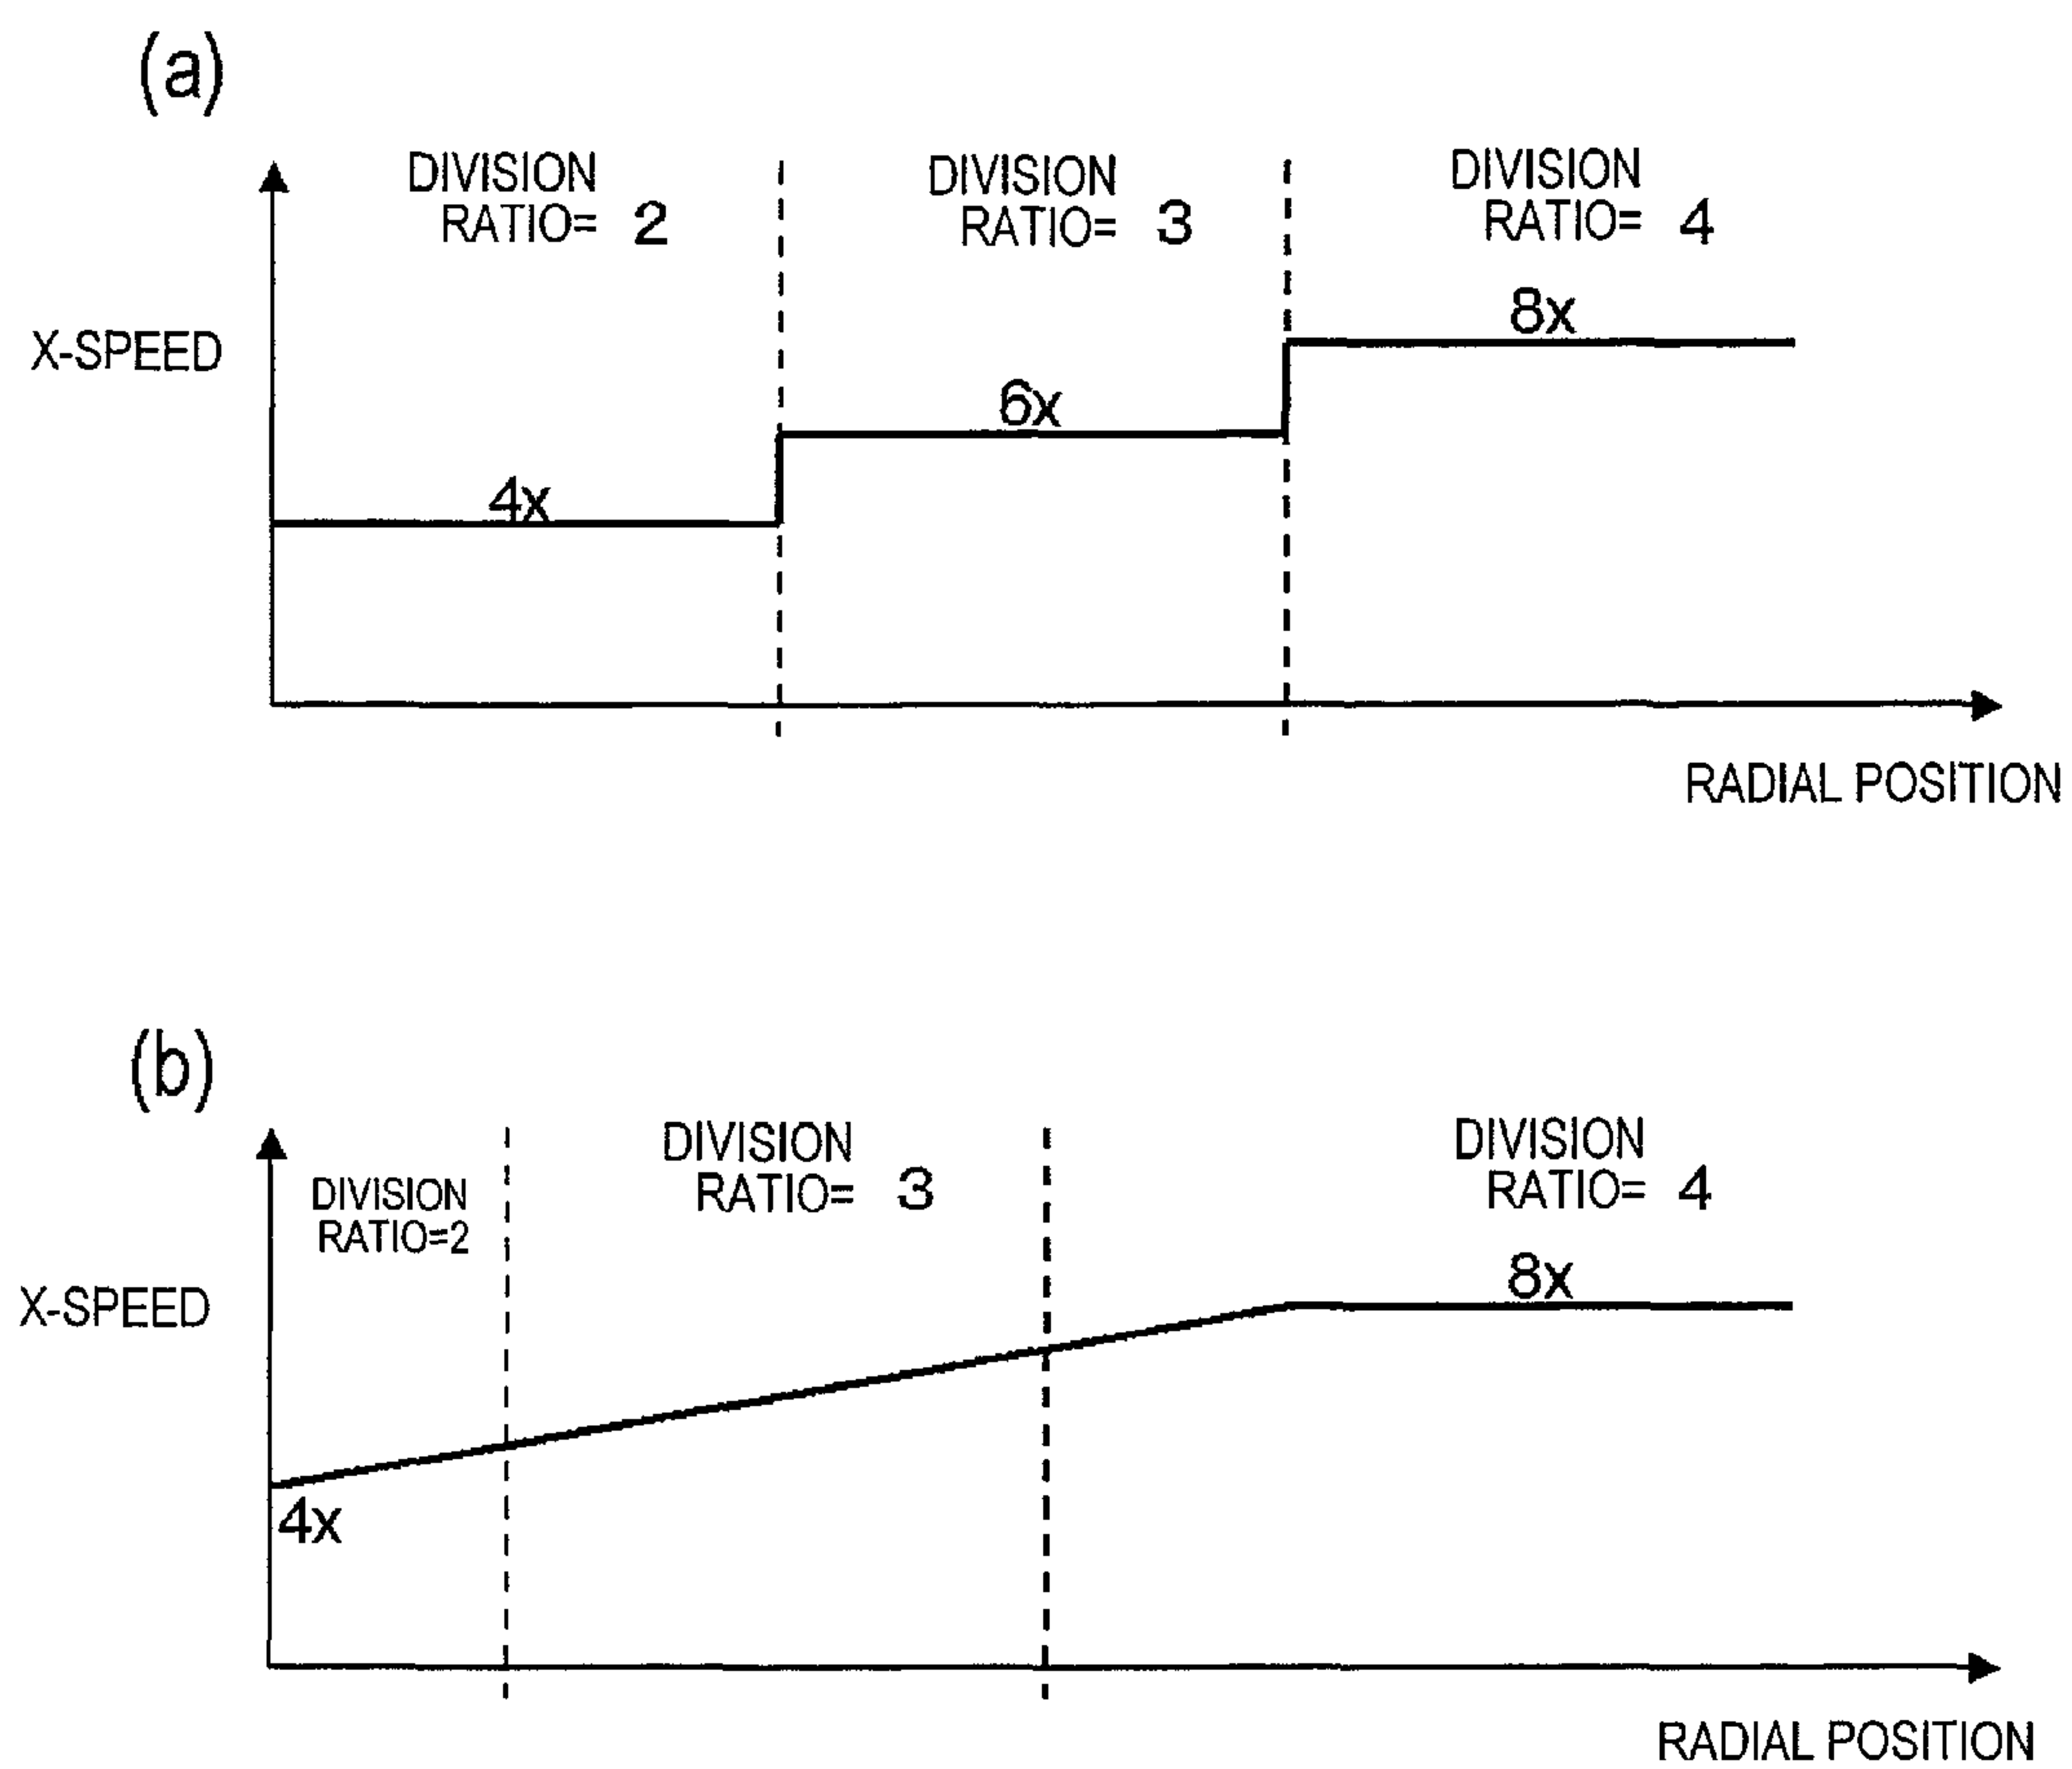 (a)
DIVISION
RATIO= 2
DIVISION
RATIO= 3
DIVISION
RATIO= 4
8x
X-SPEED
6x
4x
RADIAL POSITION
(b)
DIVISION
RATIO=2
DIVISION
RATIO= 3
DIVISION
RATIO= 4
8x
X-SPEED
4x
RADIAL POSITION